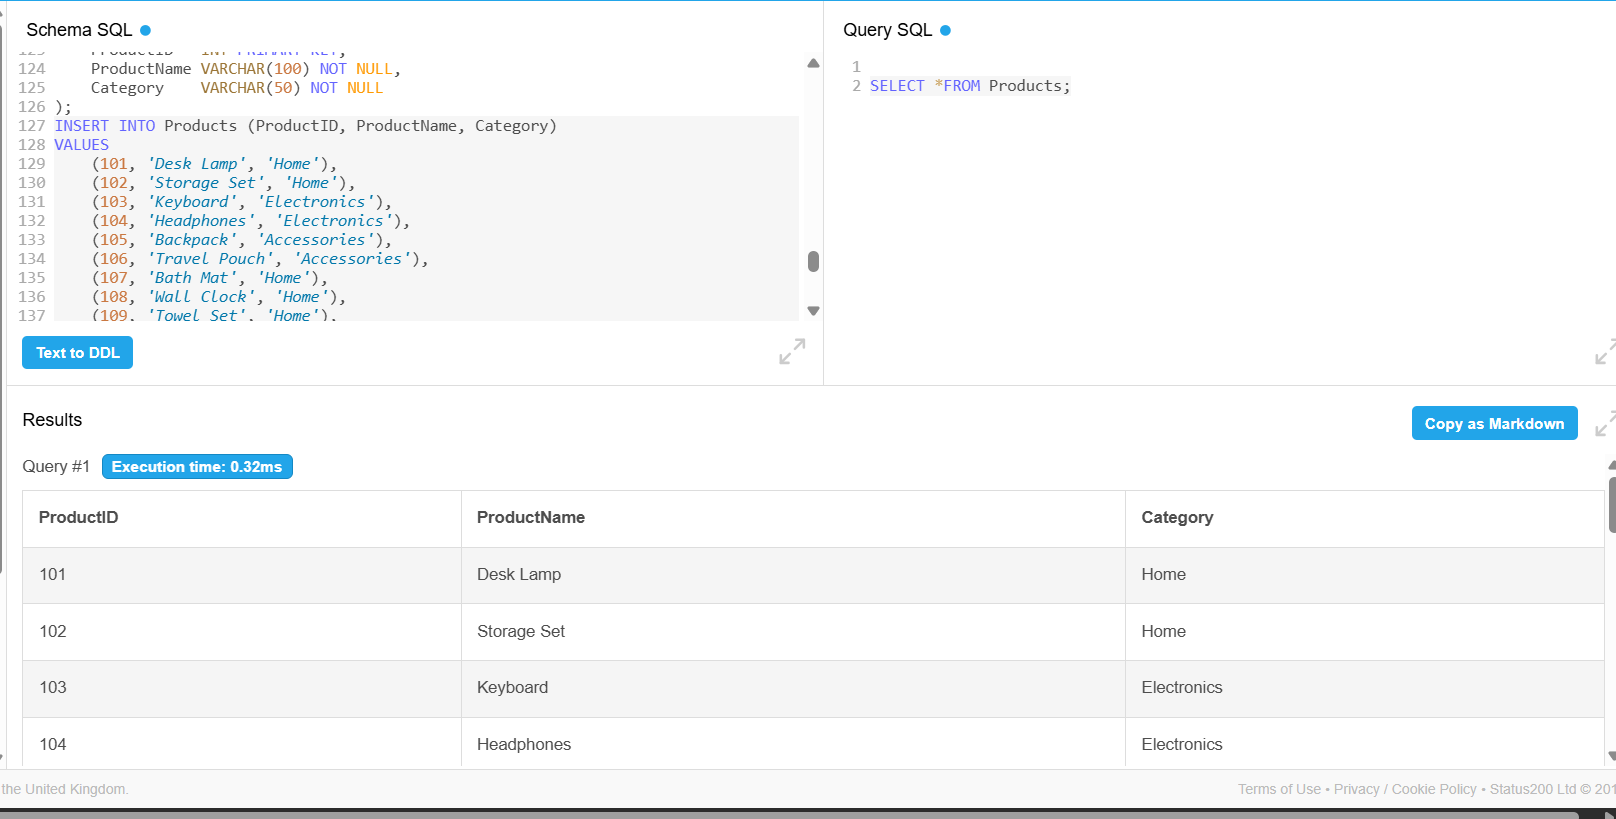 Schema SQL
124 ProductName VARCHAR(100) NOT NULL,
125 Category VARCHAR(50) NOT NULL
126 );
127 INSERT INTO Products (ProductID, ProductName, Category)
128 VALUES
129 (101, 'Desk Lamp', 'Home'),
130 (102, 'Storage Set', 'Home'),
131 (103, 'Keyboard', 'Electronics'),
132 (104, 'Headphones', 'Electronics'),
133 (105, 'Backpack', 'Accessories'),
134 (106, 'Travel Pouch', 'Accessories'),
135 (107, 'Bath Mat', 'Home'),
136 (108, 'Wall Clock', 'Home'),
137 (109, 'Towel Set', 'Home'),
Text to DDL
Query SQL
1
2 SELECT *FROM Products;
Results
Copy as Markdown
Query #1 Execution time: 0.32ms
ProductID ProductName Category
101 Desk Lamp Home
102 Storage Set Home
103 Keyboard Electronics
104 Headphones Electronics
the United Kingdom.
Terms of Use • Privacy / Cookie Policy • Status200 Ltd © 201